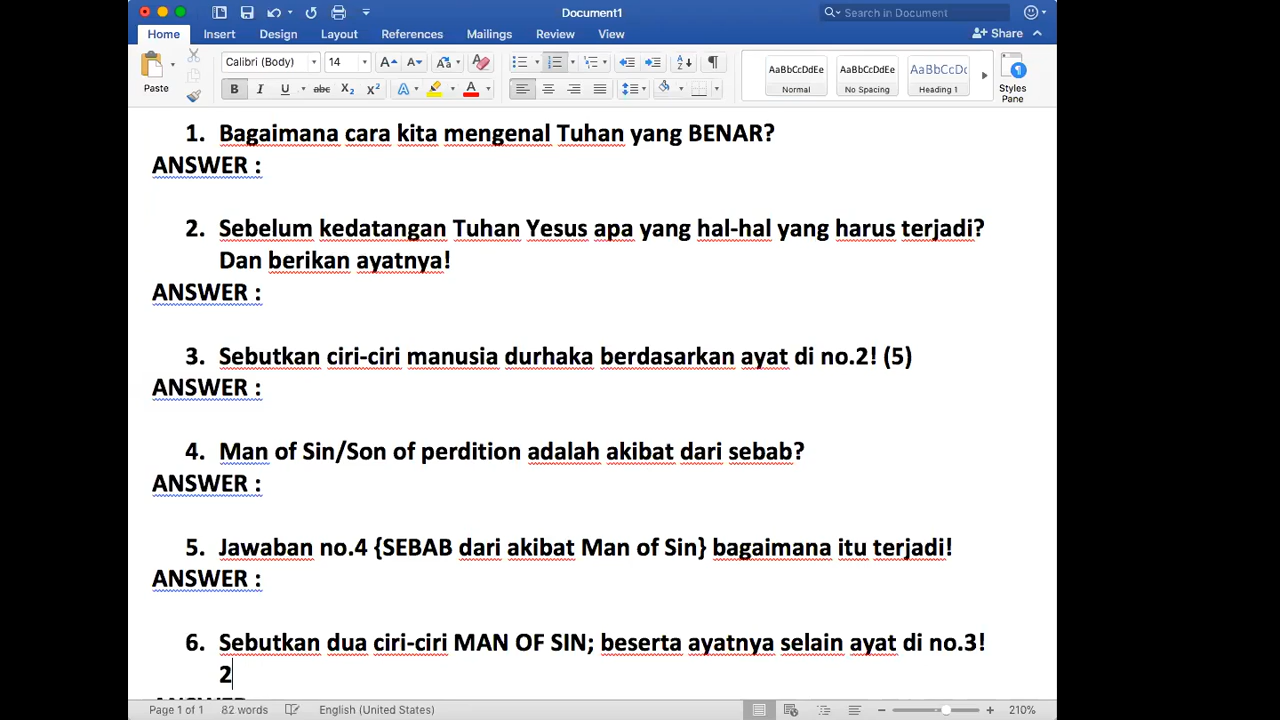 Document1
Search in Document
Home Insert Design Layout References Mailings Review View
Share
Paste
Calibri (Body) 14
AaBbCcDdEe AaBbCcDdEe AaBbCcDc
Normal No Spacing Heading 1
Styles
Pane
1. Bagaimana cara kita mengenal Tuhan yang BENAR?
ANSWER :
2. Sebelum kedatangan Tuhan Yesus apa yang hal-hal yang harus terjadi?
Dan berikan ayatnya!
ANSWER :
3. Sebutkan ciri-ciri manusia durhaka berdasarkan ayat di no.2! (5)
ANSWER :
4. Man of Sin/Son of perdition adalah akibat dari sebab?
ANSWER :
5. Jawaban no.4 {SEBAB dari akibat Man of Sin} bagaimana itu terjadi!
ANSWER :
6. Sebutkan dua ciri-ciri MAN OF SIN; beserta ayatnya selain ayat di no.3!
2
Page 1 of 1 82 words English (United States) 210%